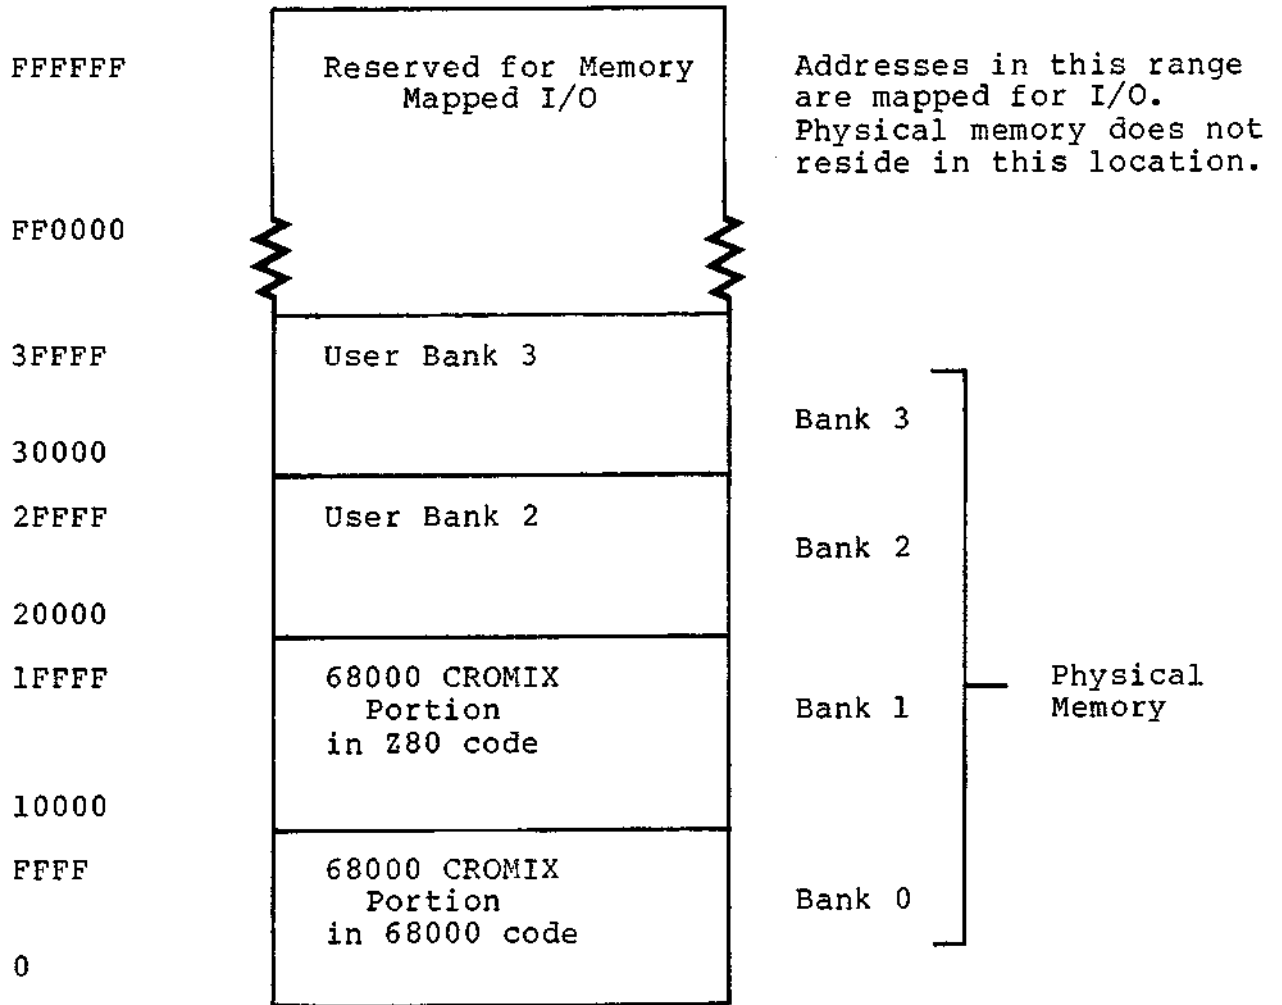 FFFFFF
Reserved for Memory
Mapped I/O
Addresses in this range
are mapped for I/O.
Physical memory does not
reside in this location.
FF0000
3FFFF
User Bank 3
Bank 3
30000
2FFFF
User Bank 2
Bank 2
20000
1FFFF
68000 CROMIX
Portion
in Z80 code
Bank 1
Physical
Memory
10000
FFFF
68000 CROMIX
Portion
in 68000 code
Bank 0
0